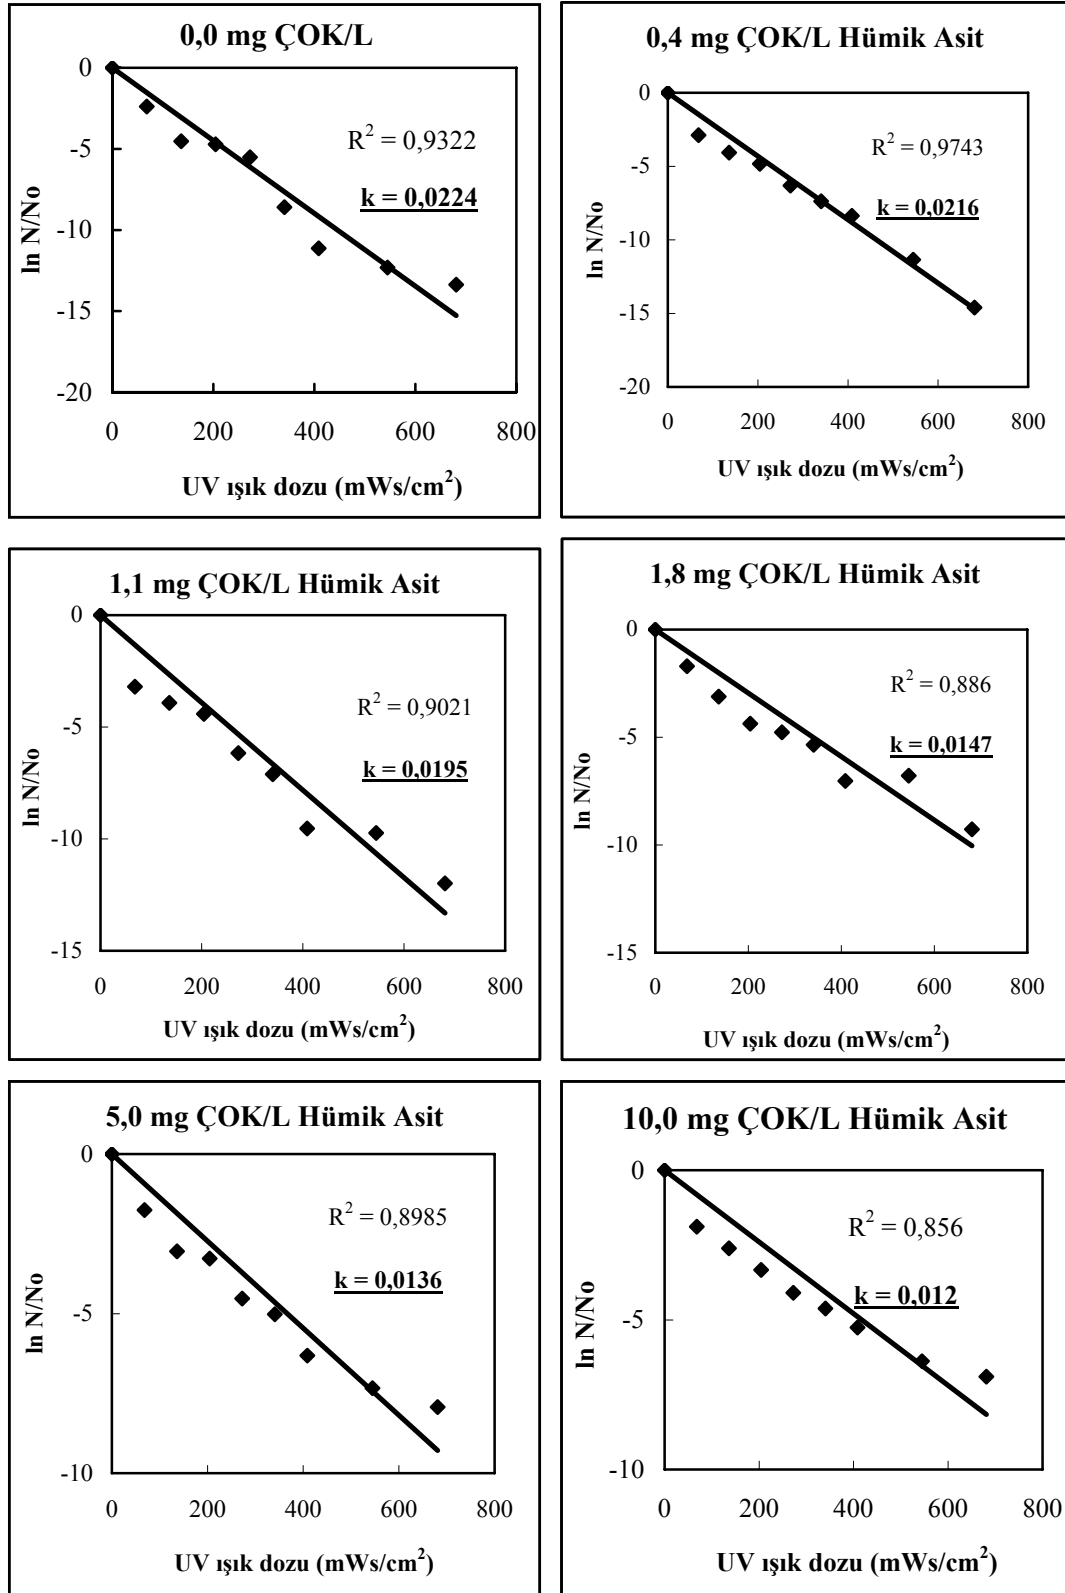 0,0 mg ÇOK/L
0
-5
-10
-15
-20
ln N/No
R² = 0,9322
k = 0,0224
0 200 400 600 800
UV ışık dozu (mWs/cm²)
0,4 mg ÇOK/L Hümik Asit
0
-5
-10
-15
-20
ln N/No
R² = 0,9743
k = 0,0216
0 200 400 600 800
UV ışık dozu (mWs/cm²)
1,1 mg ÇOK/L Hümik Asit
0
-5
-10
-15
ln N/No
R² = 0,9021
k = 0,0195
0 200 400 600 800
UV ışık dozu (mWs/cm²)
1,8 mg ÇOK/L Hümik Asit
0
-5
-10
-15
ln N/No
R² = 0,886
k = 0,0147
0 200 400 600 800
UV ışık dozu (mWs/cm²)
5,0 mg ÇOK/L Hümik Asit
0
-5
-10
ln N/No
R² = 0,8985
k = 0,0136
0 200 400 600 800
UV ışık dozu (mWs/cm²)
10,0 mg ÇOK/L Hümik Asit
0
-5
-10
ln N/No
R² = 0,856
k = 0,012
0 200 400 600 800
UV ışık dozu (mWs/cm²)